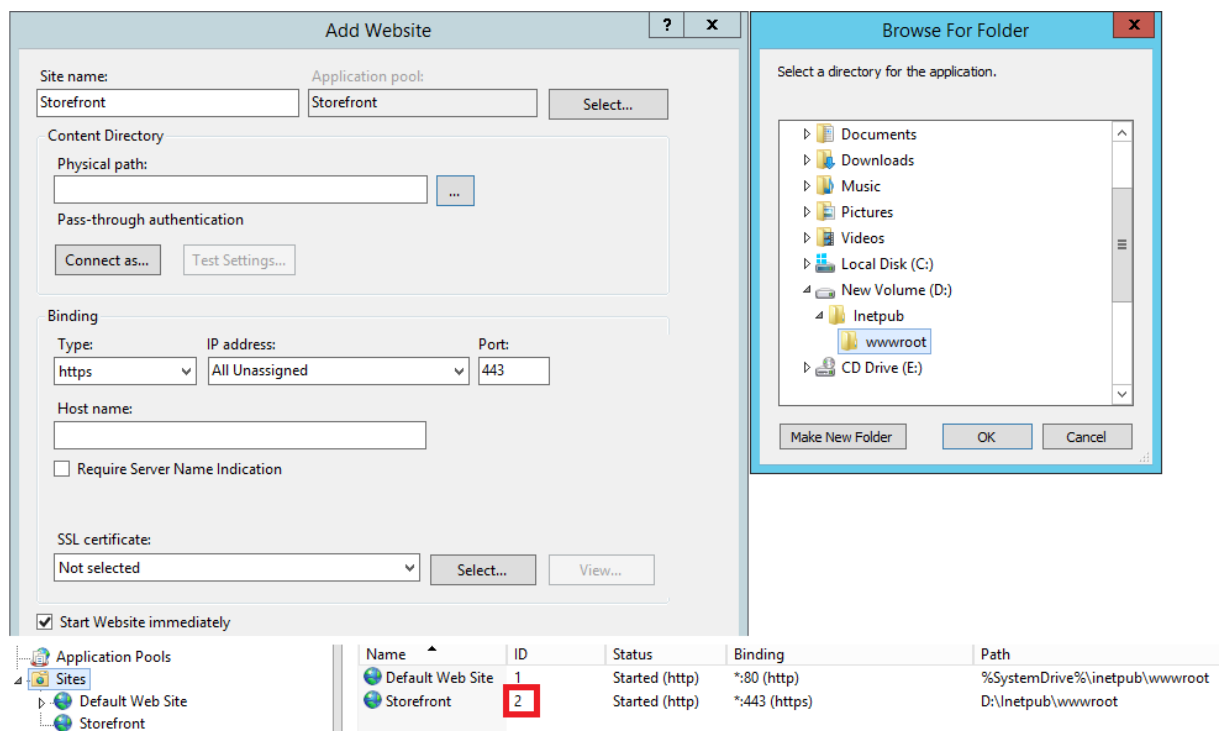 Add Website
? x
Site name:
Application pool:
Storefront
Storefront
Select...
Content Directory
Physical path:
...
Pass-through authentication
Connect as...
Test Settings...
Binding
Type:
IP address:
Port:
https
All Unassigned
443
Host name:
Require Server Name Indication
SSL certificate:
Not selected
Select...
View...
Start Website immediately
Browse For Folder
x
Select a directory for the application.
Documents
Downloads
Music
Pictures
Videos
Local Disk (C:)
New Volume (D:)
Inetpub
wwwroot
CD Drive (E:)
Make New Folder
OK
Cancel
Application Pools
Sites
Default Web Site
Storefront
Name ID Status Binding Path
Default Web Site 1 Started (http) *:80 (http) %SystemDrive%\inetpub\wwwroot
Storefront 2 Started (http) *:443 (https) D:\Inetpub\wwwroot